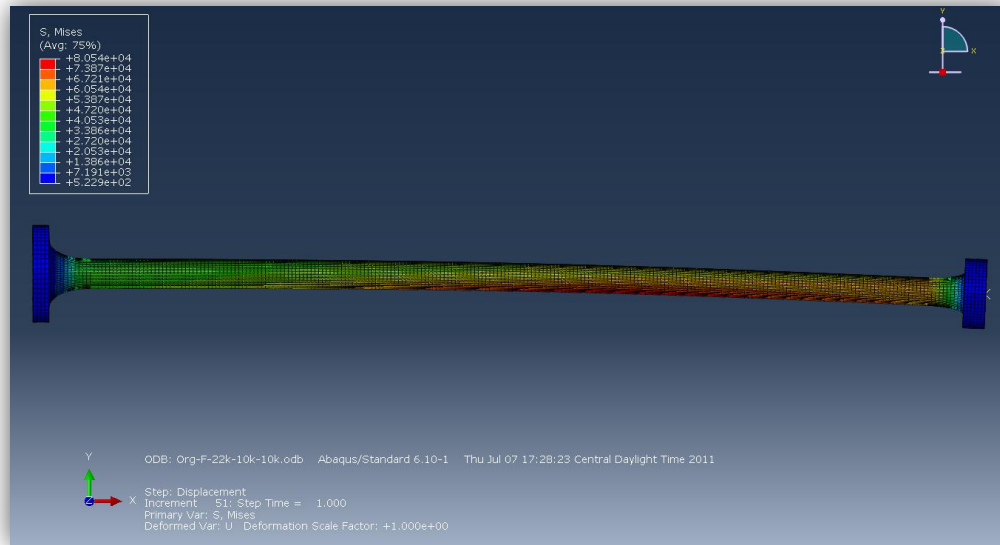 S, Mises
(Avg: 75%)
+8.054e+04
+7.387e+04
+6.721e+04
+6.054e+04
+5.387e+04
+4.720e+04
+4.053e+04
+3.386e+04
+2.720e+04
+2.053e+04
+1.386e+04
+7.191e+03
+5.229e+02
Y
X
Z
Y
X
Z
ODB: Org-F-22k-10k-10k.odb Abaqus/Standard 6.10-1 Thu Jul 07 17:28:23 Central Daylight Time 2011
Step: Displacement
Increment 51: Step Time = 1.000
Primary Var: S, Mises
Deformed Var: U Deformation Scale Factor: +1.000e+00